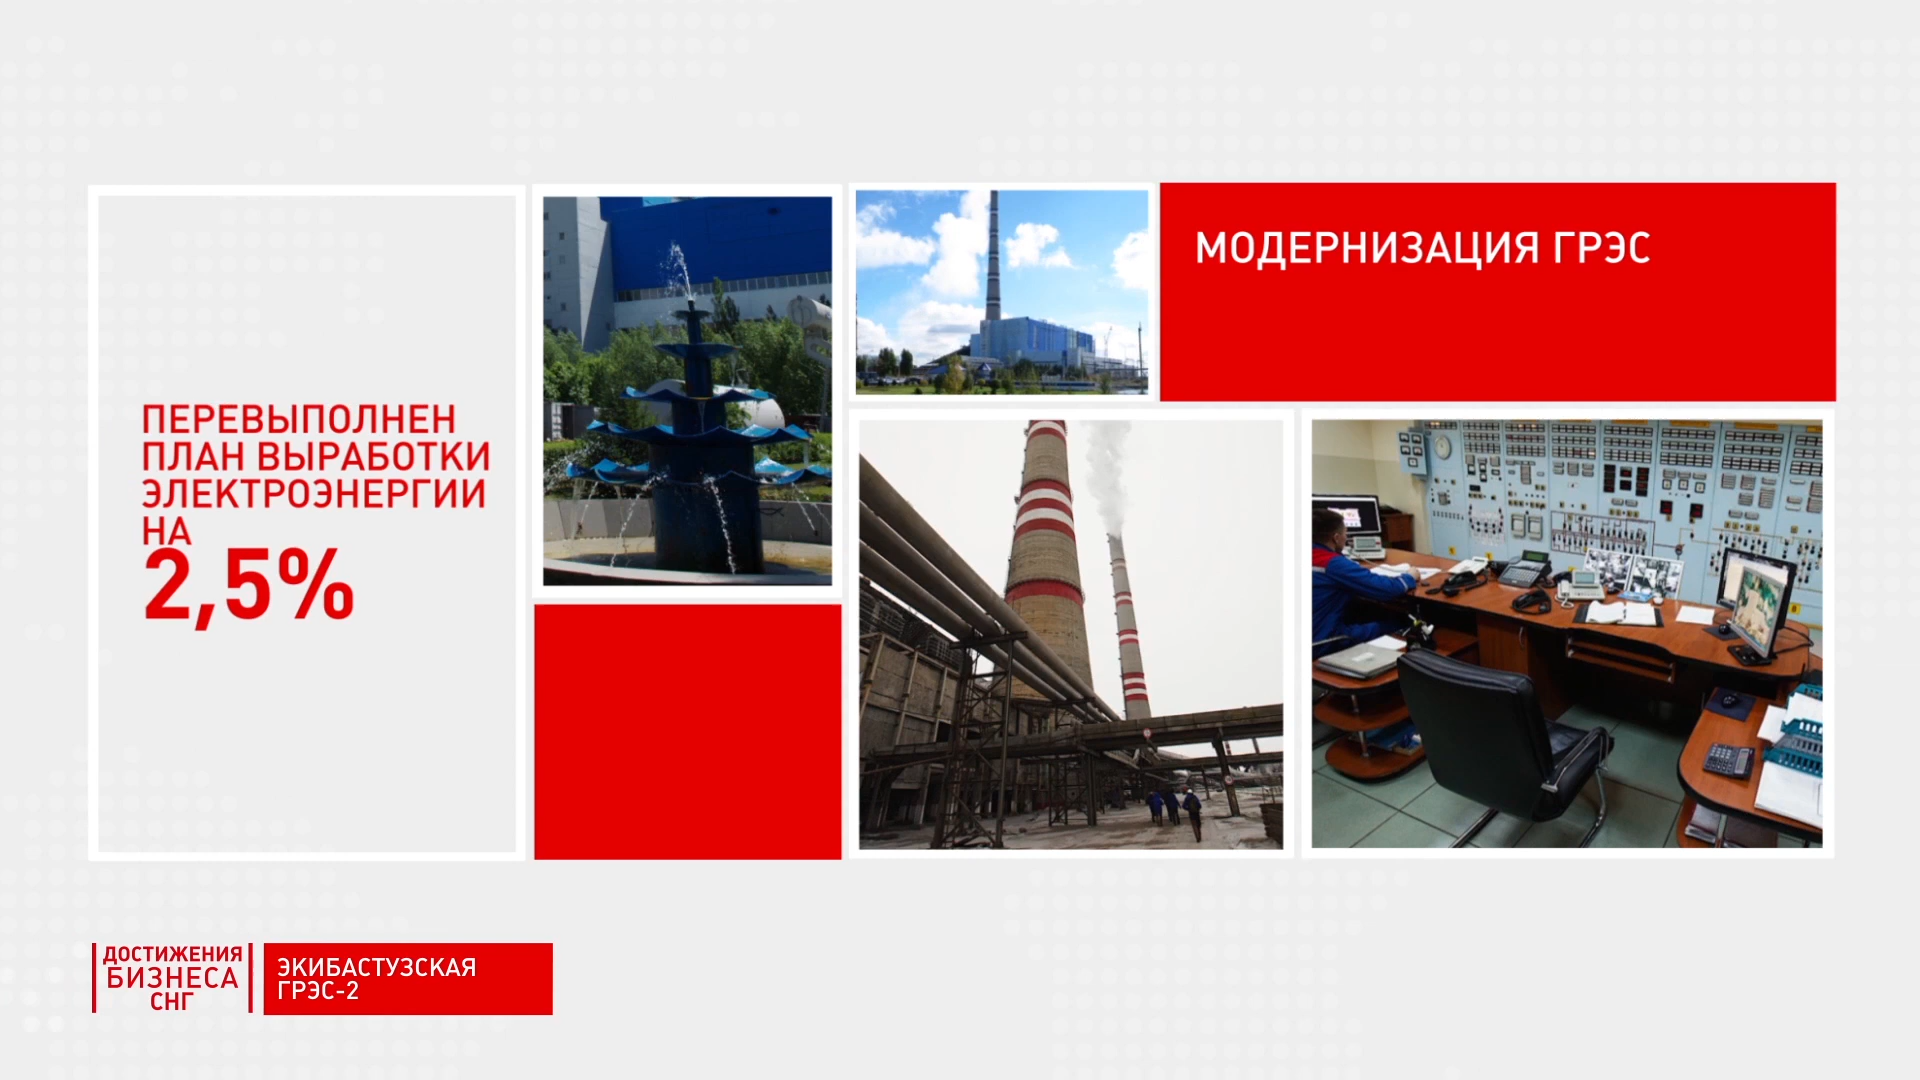 ПЕРЕВЫПОЛНЕН
ПЛАН ВЫРАБОТКИ
ЭЛЕКТРОЭНЕРГИИ
НА
2,5%
МОДЕРНИЗАЦИЯ ГРЭС
ДОСТИЖЕНИЯ
БИЗНЕСА
СНГ
ЭКИБАСТУЗСКАЯ
ГРЭС-2